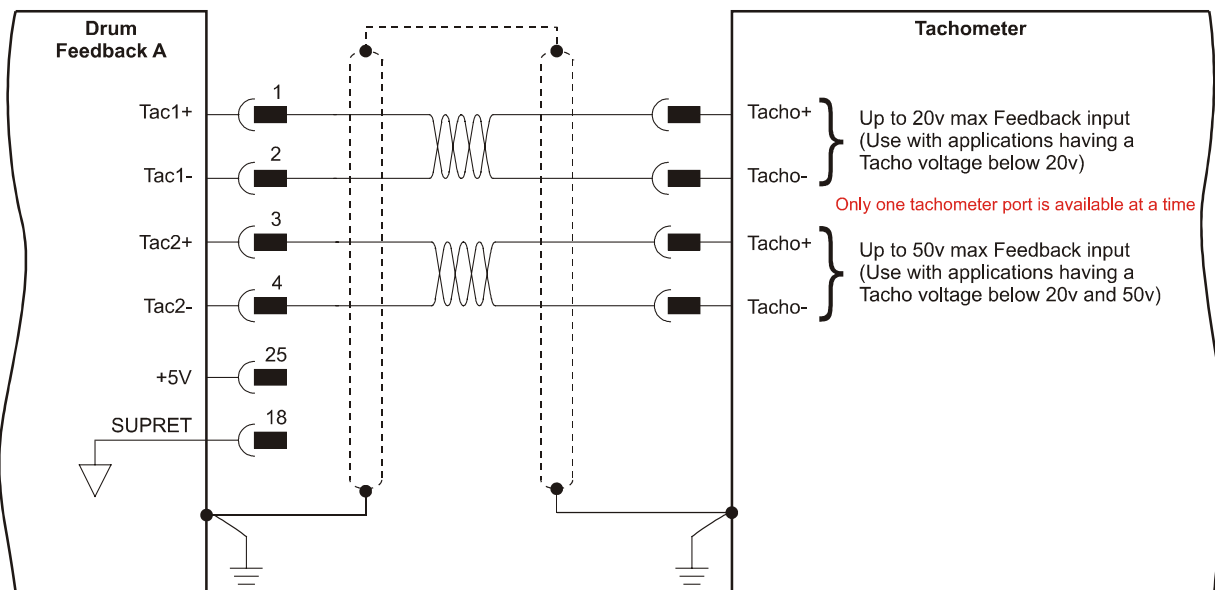 Drum
Feedback A
Tachometer
1
Tac1+
Tacho+
Up to 20v max Feedback input
(Use with applications having a
Tacho voltage below 20v)
2
Tac1-
Tacho-
Only one tachometer port is available at a time
3
Tac2+
Tacho+
Up to 50v max Feedback input
(Use with applications having a
Tacho voltage below 20v and 50v)
4
Tac2-
Tacho-
25
+5V
18
SUPRET